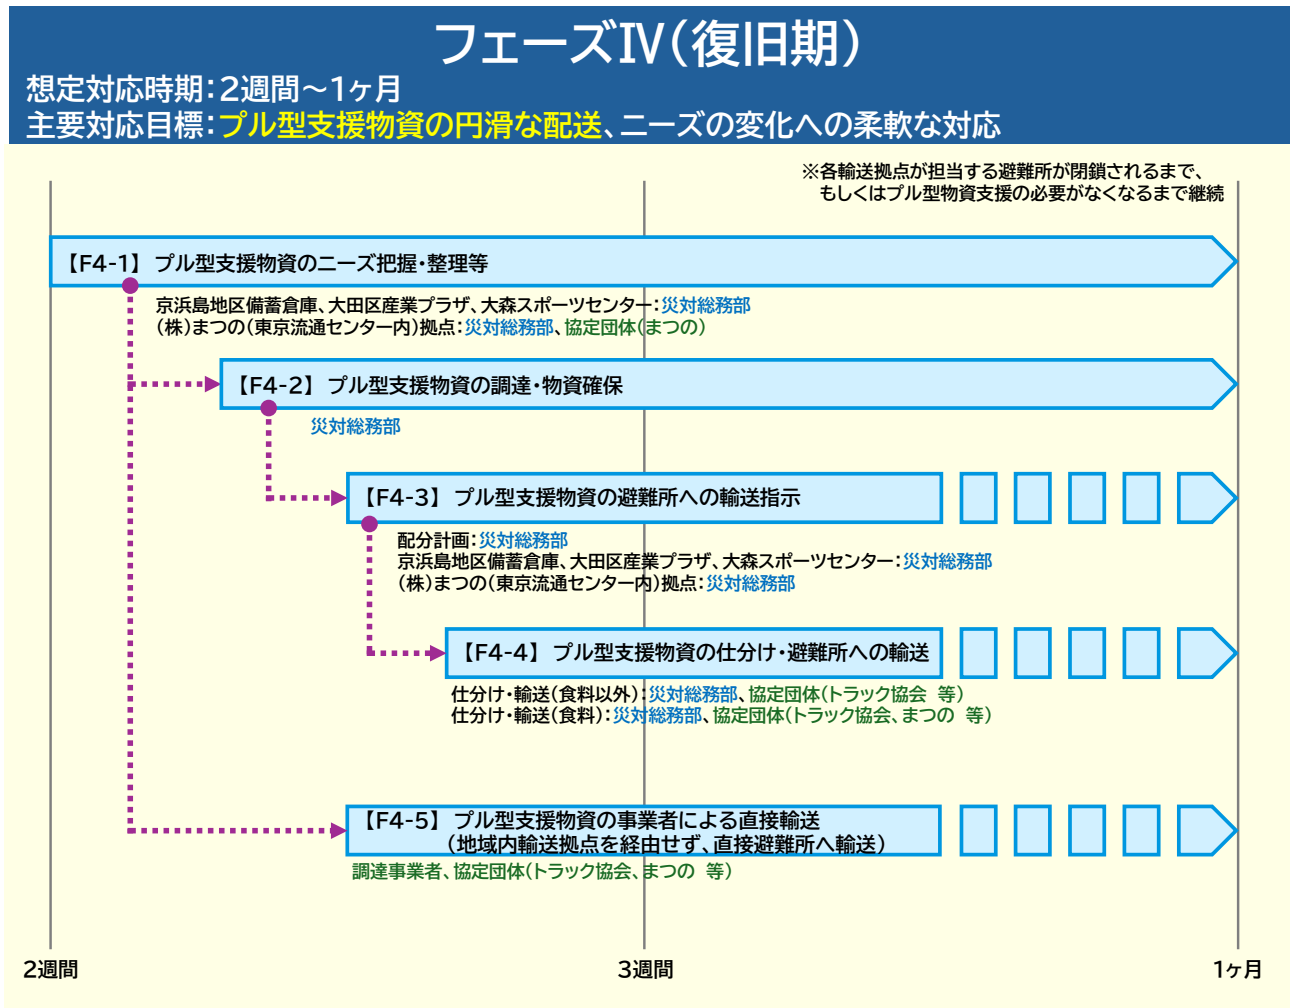 フェーズⅣ(復旧期)
想定対応時期:2週間~1ヶ月
主要対応目標:プル型支援物資の円滑な配送、ニーズの変化への柔軟な対応
※各輸送拠点が担当する避難所が閉鎖されるまで、
もしくはプル型物資支援の必要がなくなるまで継続
【F4-1】 プル型支援物資のニーズ把握・整理等
京浜島地区備蓄倉庫、大田区産業プラザ、大森スポーツセンター:災対総務部
(株)まつの(東京流通センター内)拠点:災対総務部、協定団体(まつの)
【F4-2】 プル型支援物資の調達・物資確保
災対総務部
【F4-3】 プル型支援物資の避難所への輸送指示
配分計画:災対総務部
京浜島地区備蓄倉庫、大田区産業プラザ、大森スポーツセンター:災対総務部
(株)まつの(東京流通センター内)拠点:災対総務部
【F4-4】 プル型支援物資の仕分け・避難所への輸送
仕分け・輸送(食料以外):災対総務部、協定団体(トラック協会 等)
仕分け・輸送(食料):災対総務部、協定団体(トラック協会、まつの 等)
【F4-5】 プル型支援物資の事業者による直接輸送
(地域内輸送拠点を経由せず、直接避難所へ輸送)
調達事業者、協定団体(トラック協会、まつの 等)
2週間
3週間
1ヶ月